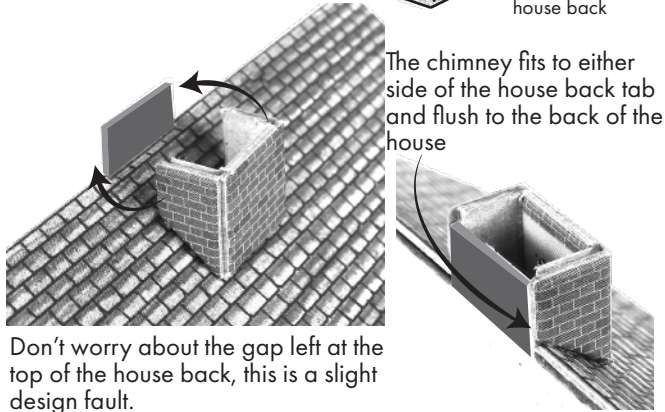 house back
The chimney fits to either
side of the house back tab
and flush to the back of the
house
Don't worry about the gap left at the
top of the house back, this is a slight
design fault.